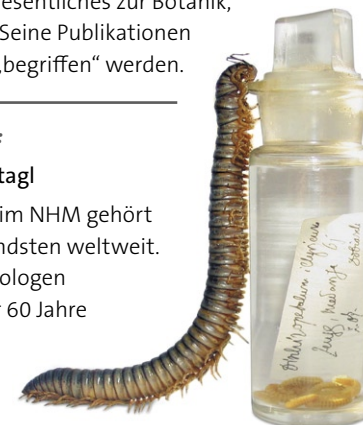 esentliches zur Botanik,
Seine Publikationen
„begriffen“ werden.
tagl
im NHM gehört
ndsten weltweit.
ologen
r 60 Jahre